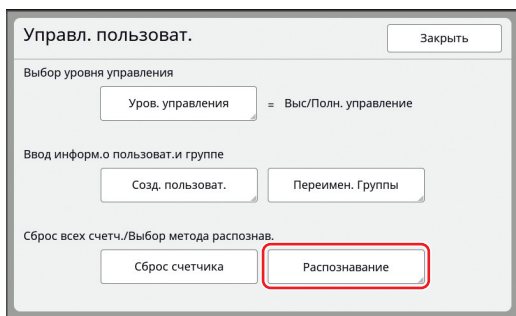 Управл. пользоват. Закрыть
Выбор уровня управления
Уров. управления = Выс/Полн. управление
Ввод информ.о пользоват.и группе
Созд. пользоват. Переимен. Группы
Сброс всех счетч./Выбор метода распознав.
Сброс счетчика Распознавание